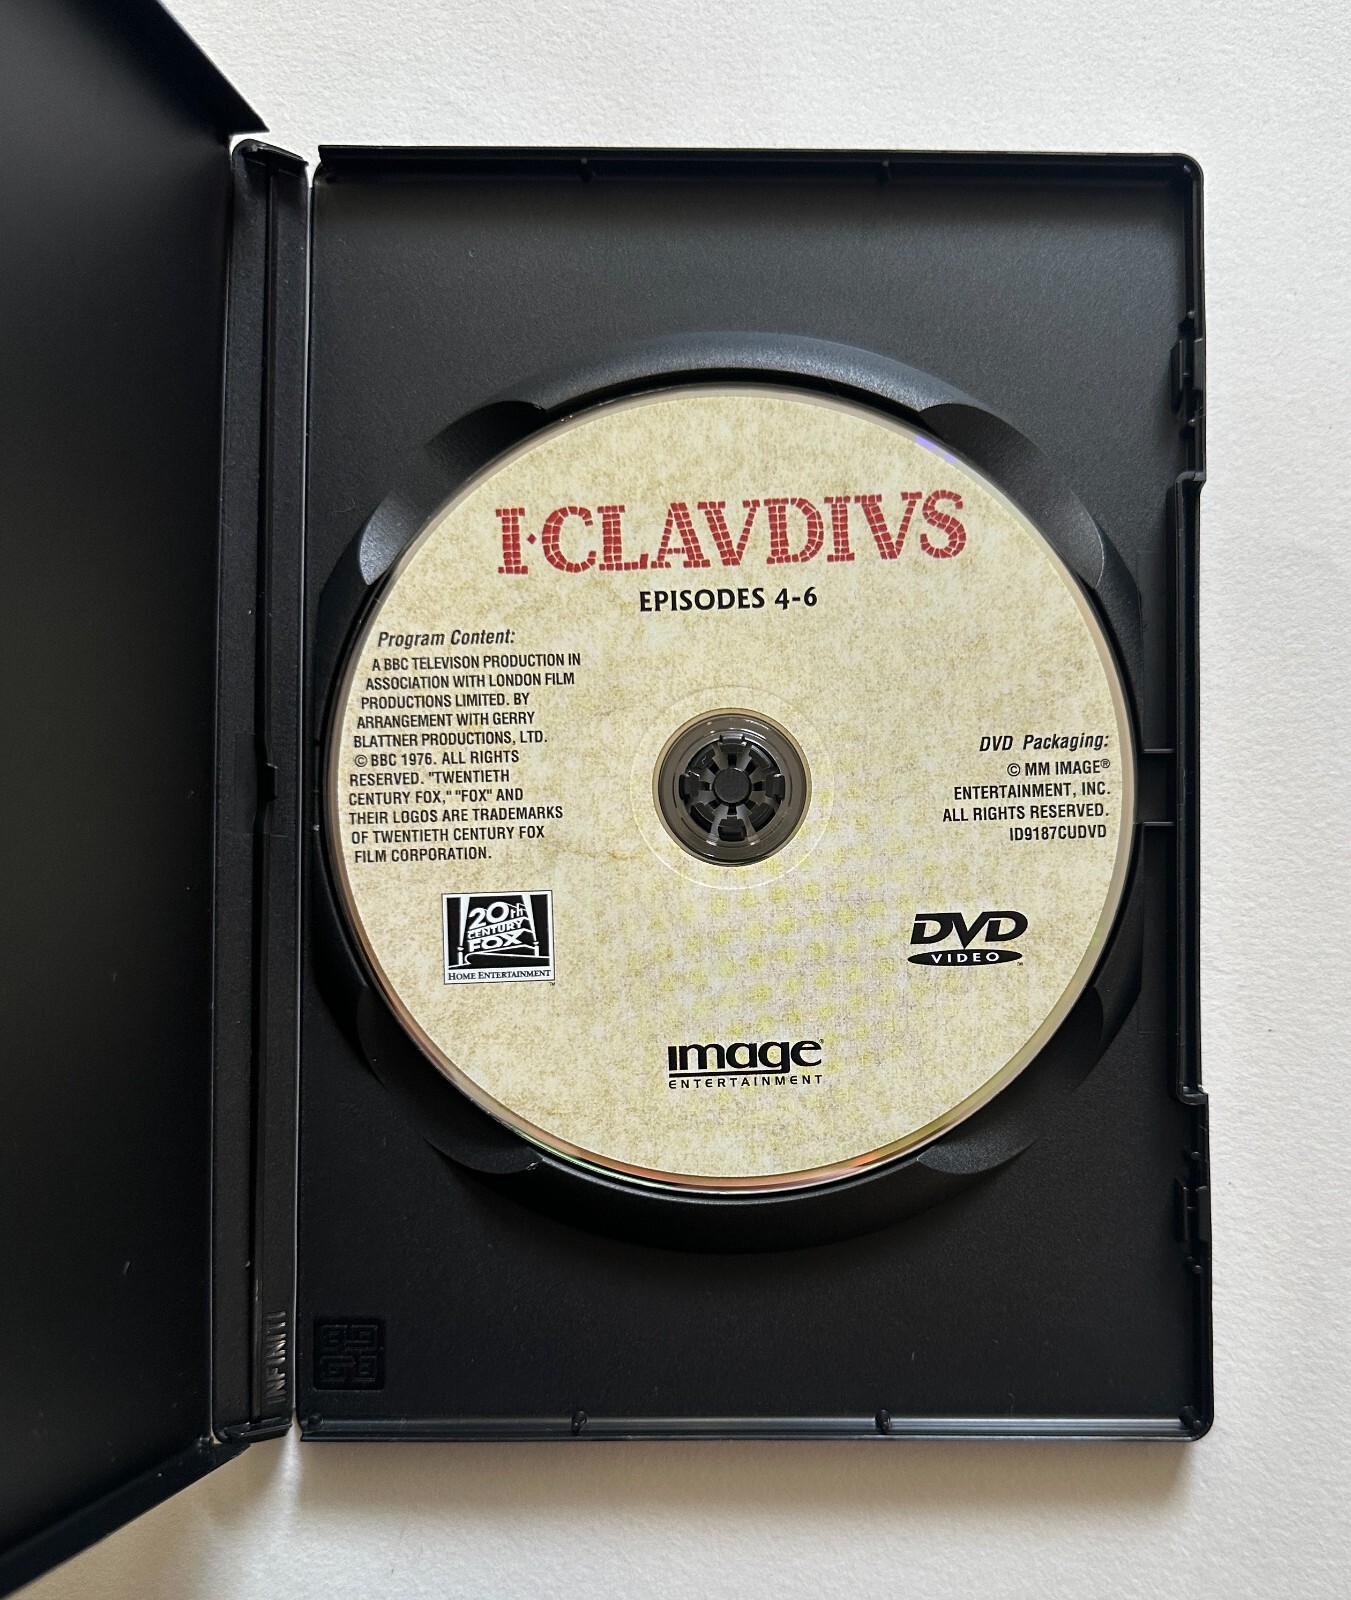 I·CLAVDIVS
EPISODES 4-6
Program Content:
A BBC TELEVISON PRODUCTION IN
ASSOCIATION WITH LONDON FILM
PRODUCTIONS LIMITED. BY
ARRANGEMENT WITH GERRY
BLATTNER PRODUCTIONS, LTD.
© BBC 1976. ALL RIGHTS
RESERVED. "TWENTIETH
CENTURY FOX," "FOX" AND
THEIR LOGOS ARE TRADEMARKS
OF TWENTIETH CENTURY FOX
FILM CORPORATION.
DVD Packaging:
© MM IMAGE®
ENTERTAINMENT, INC.
ALL RIGHTS RESERVED.
ID9187CUDVD
20th
CENTURY
FOX
HOME ENTERTAINMENT™
DVD
VIDEO™
image®
ENTERTAINMENT
INFINITI